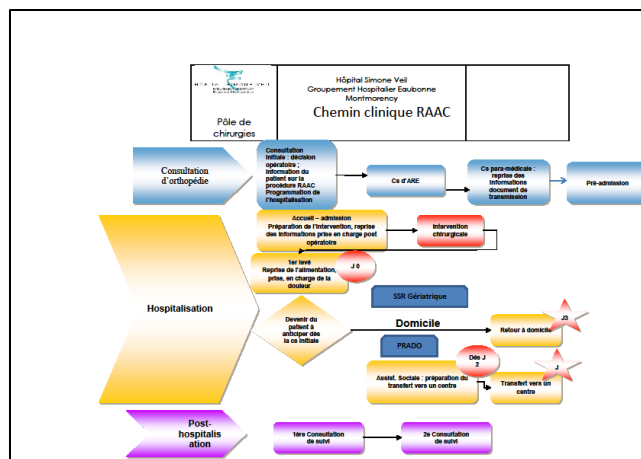 HÔPITAL SIMONE VEIL
Pôle de
chirurgies
Hôpital Simone Veil
Groupement Hospitalier Eaubonne
Montmorency
Chemin clinique RAAC
Consultation
d'orthopédie
Consultation
Initiale : décision
opératoire ;
Information du
patient sur la
procédure RAAC
Programmation de
l'hospitalisation
Cs d'ARE
Cs para-médicale :
reprise des
Informations
document de
transmission
Pré-admission
Hospitalisation
Accueil – admission
Préparation de l'Intervention, reprise
des Informations prise en charge post
opératoire
Intervention
chirurgicale
1er levé
Reprise de l'alimentation,
prise, en charge de la
douleur
J 0
SSR Gériatrique
Devenir du
patient à
anticiper dès
la cs initiale
Domicile
J3
Retour à domicile
PRADO
Dès J
2
J
Assist. Sociale : préparation du
transfert vers un centre
Transfert vers un
centre
Post-
hospitalis
ation
1ère Consultation
de suivi
2e Consultation
de suivi